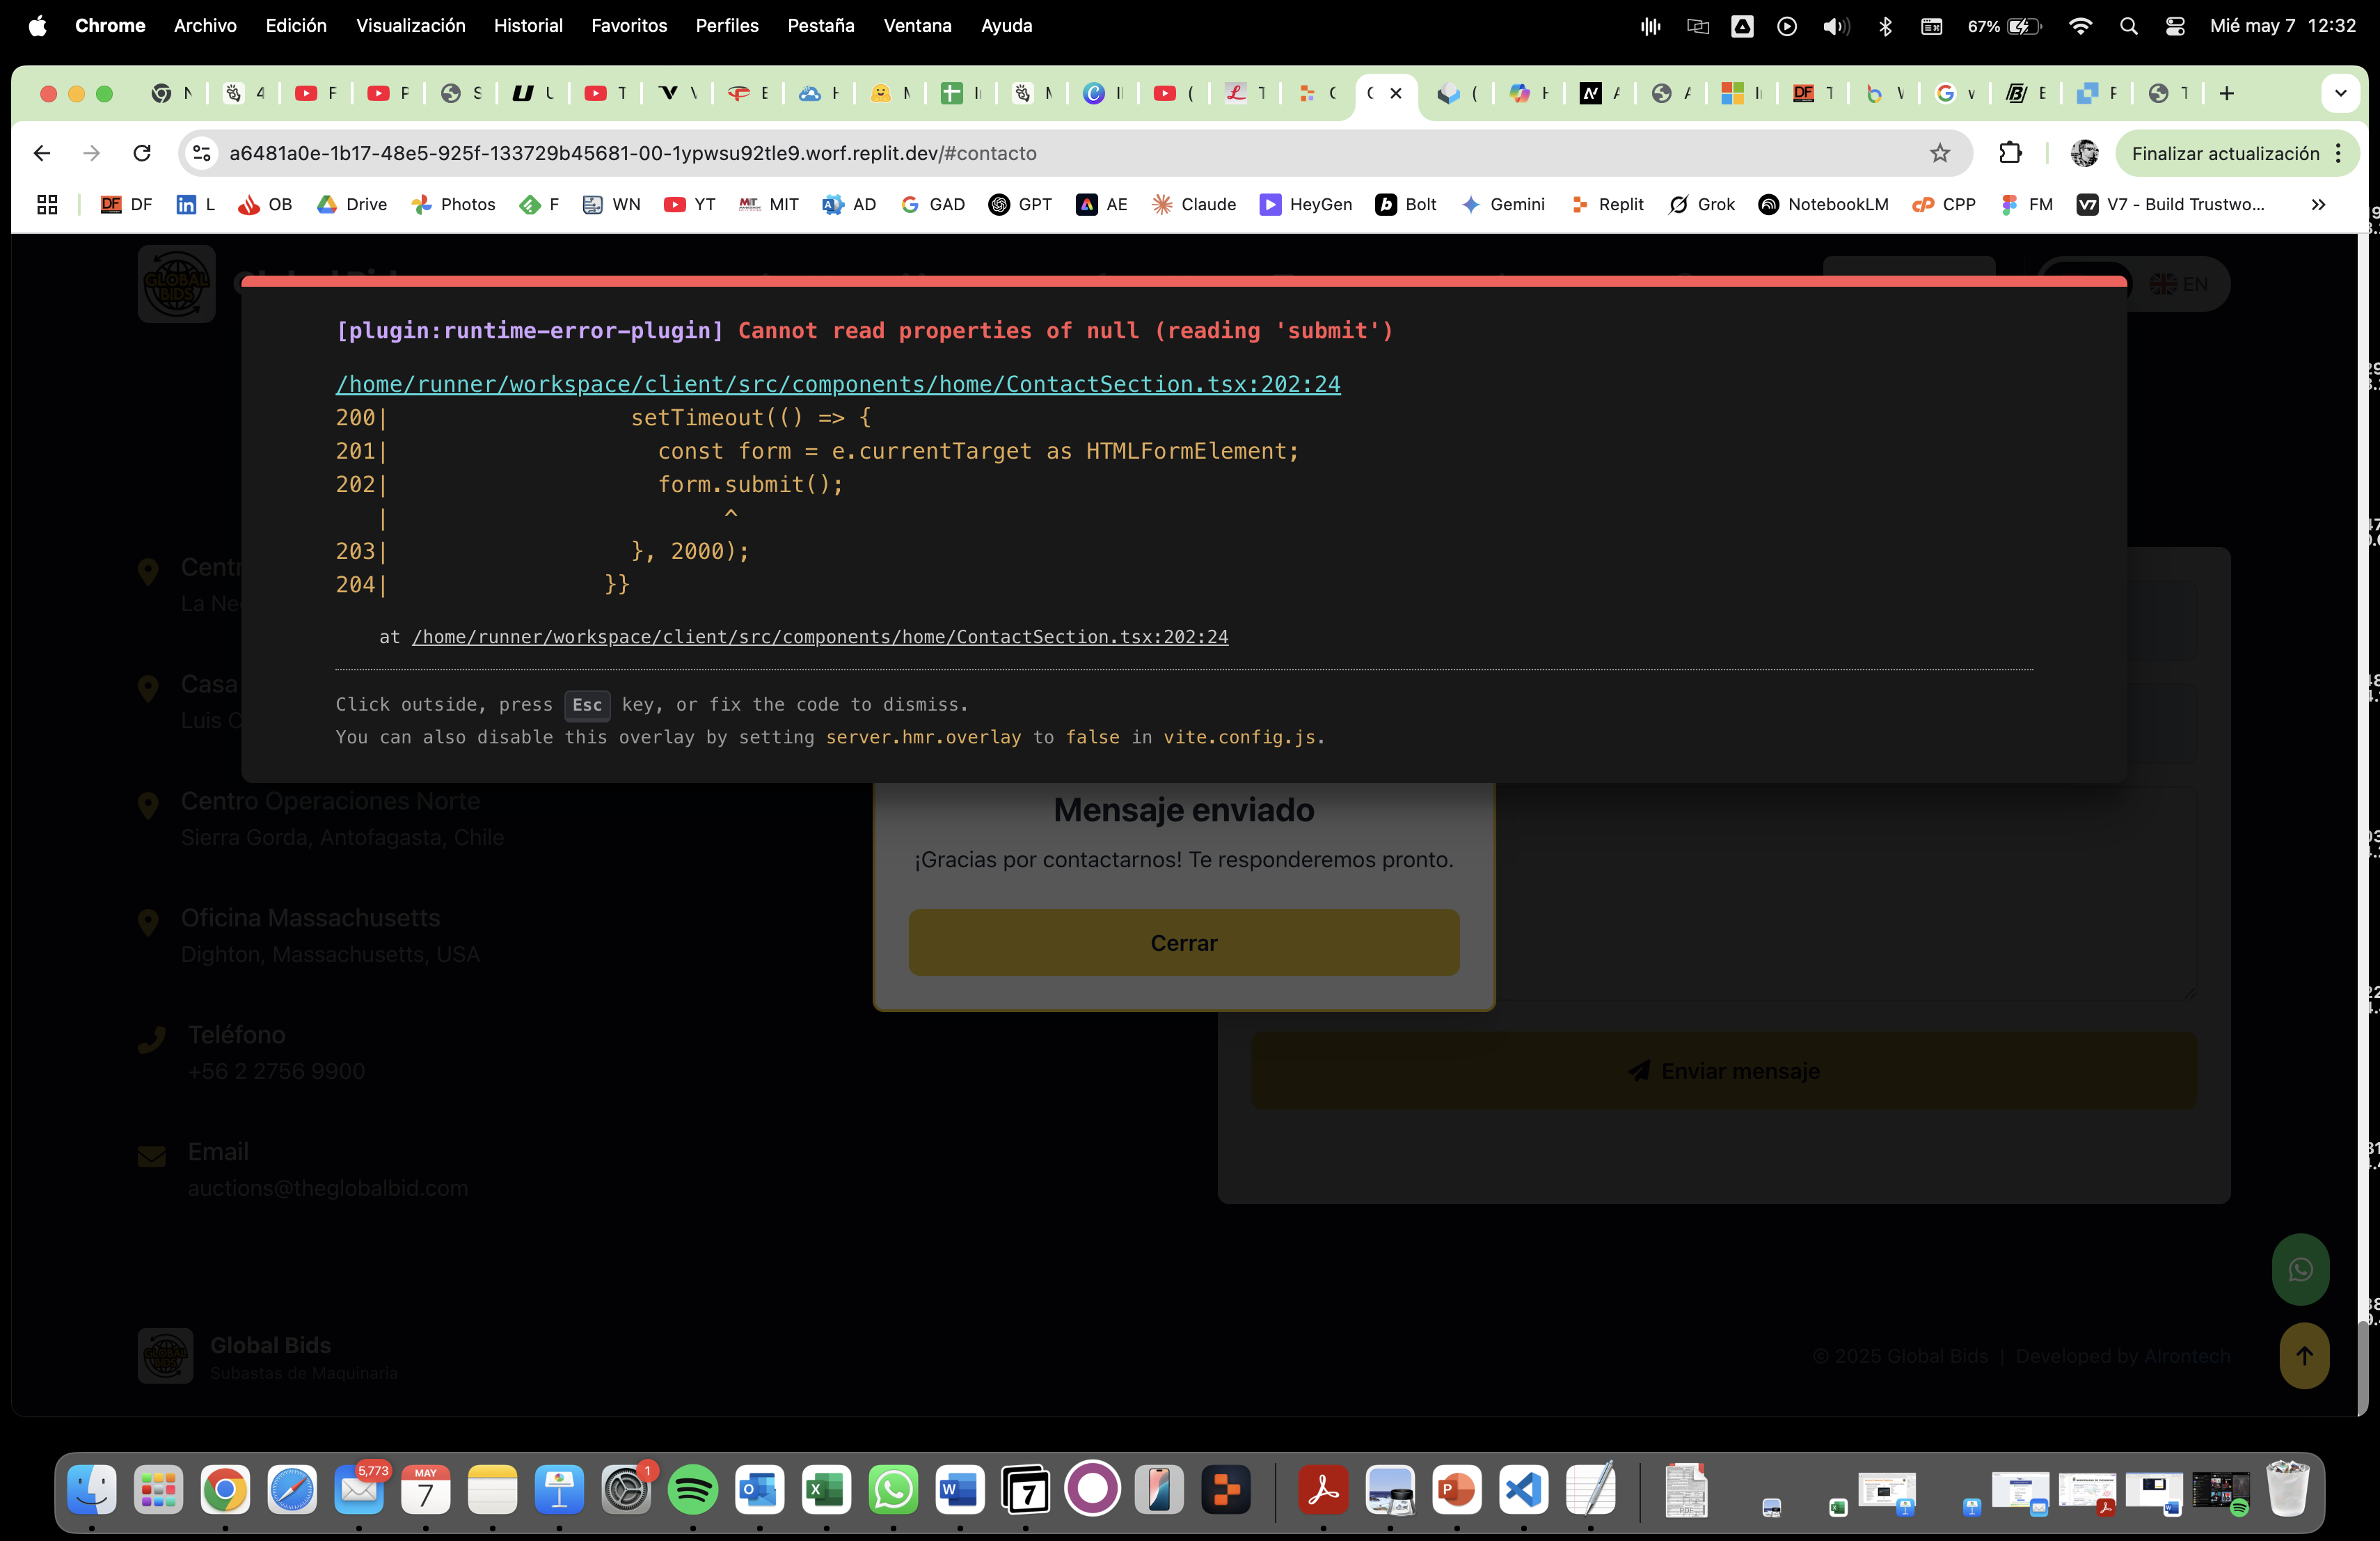 Chrome Archivo Edición Visualización Historial Favoritos Perfiles Pestaña Ventana Ayuda 67% Mié may 7 12:32
a6481a0e-1b17-48e5-925f-133729b45681-00-1ypwsu92tle9.worf.replit.dev/#contacto Finalizar actualización
DF L OB Drive Photos F WN YT MIT AD GAD GPT AE Claude HeyGen Bolt Gemini Replit Grok NotebookLM CPP FM V7 - Build Trustwo... »
GLOBAL BIDS EN
[plugin:runtime-error-plugin] Cannot read properties of null (reading 'submit')
/home/runner/workspace/client/src/components/home/ContactSection.tsx:202:24
200| setTimeout(() => {
201| const form = e.currentTarget as HTMLFormElement;
202| form.submit();
| ^
203| }, 2000);
204| }}
at /home/runner/workspace/client/src/components/home/ContactSection.tsx:202:24
Click outside, press Esc key, or fix the code to dismiss.
You can also disable this overlay by setting server.hmr.overlay to false in vite.config.js.
Centr
La Ne
Casa
Luis C
Centro Operaciones Norte
Sierra Gorda, Antofagasta, Chile
Oficina Massachusetts
Dighton, Massachusetts, USA
Teléfono
+56 2 2756 9900
Email
auctions@theglobalbid.com
Mensaje enviado
¡Gracias por contactarnos! Te responderemos pronto.
Cerrar
Enviar mensaje
Global Bids
Subastas de Maquinaria
© 2025 Global Bids | Developed by AIrontech
5,773 MAY 7 1 7